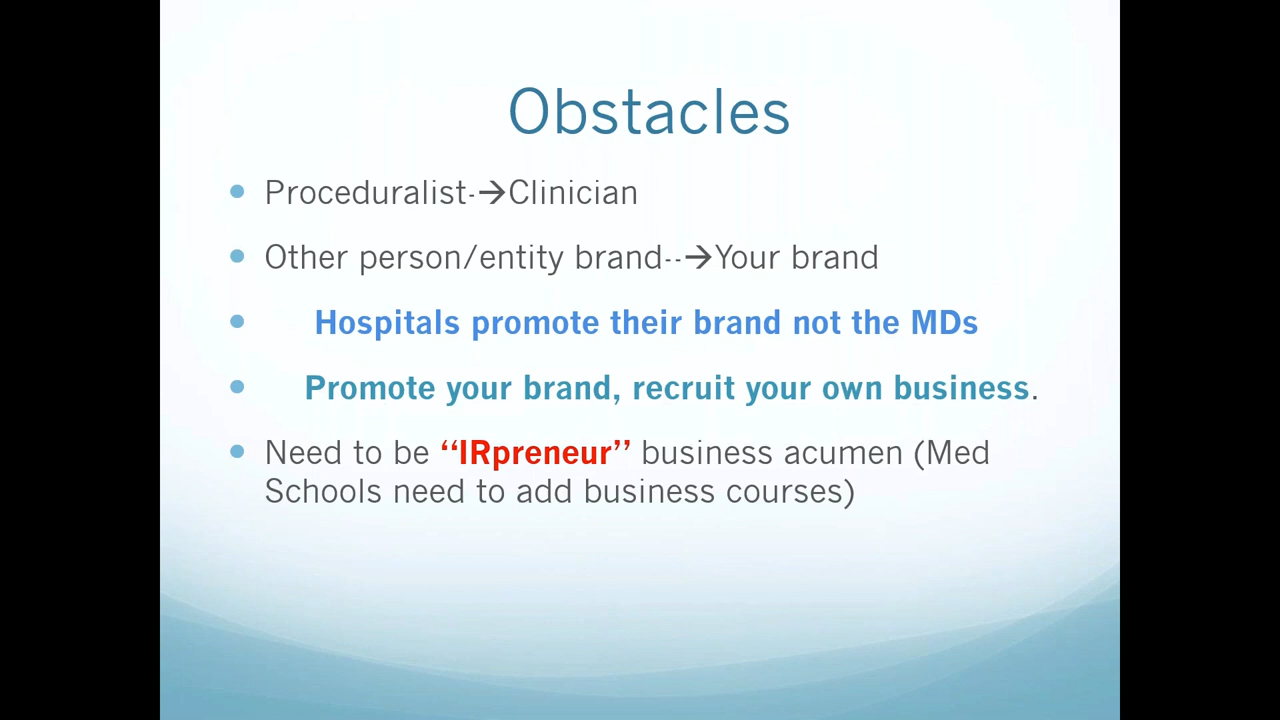 Obstacles
• Proceduralist-→Clinician
• Other person/entity brand--→Your brand
• Hospitals promote their brand not the MDs
• Promote your brand, recruit your own business.
• Need to be “IRpreneur” business acumen (Med
Schools need to add business courses)